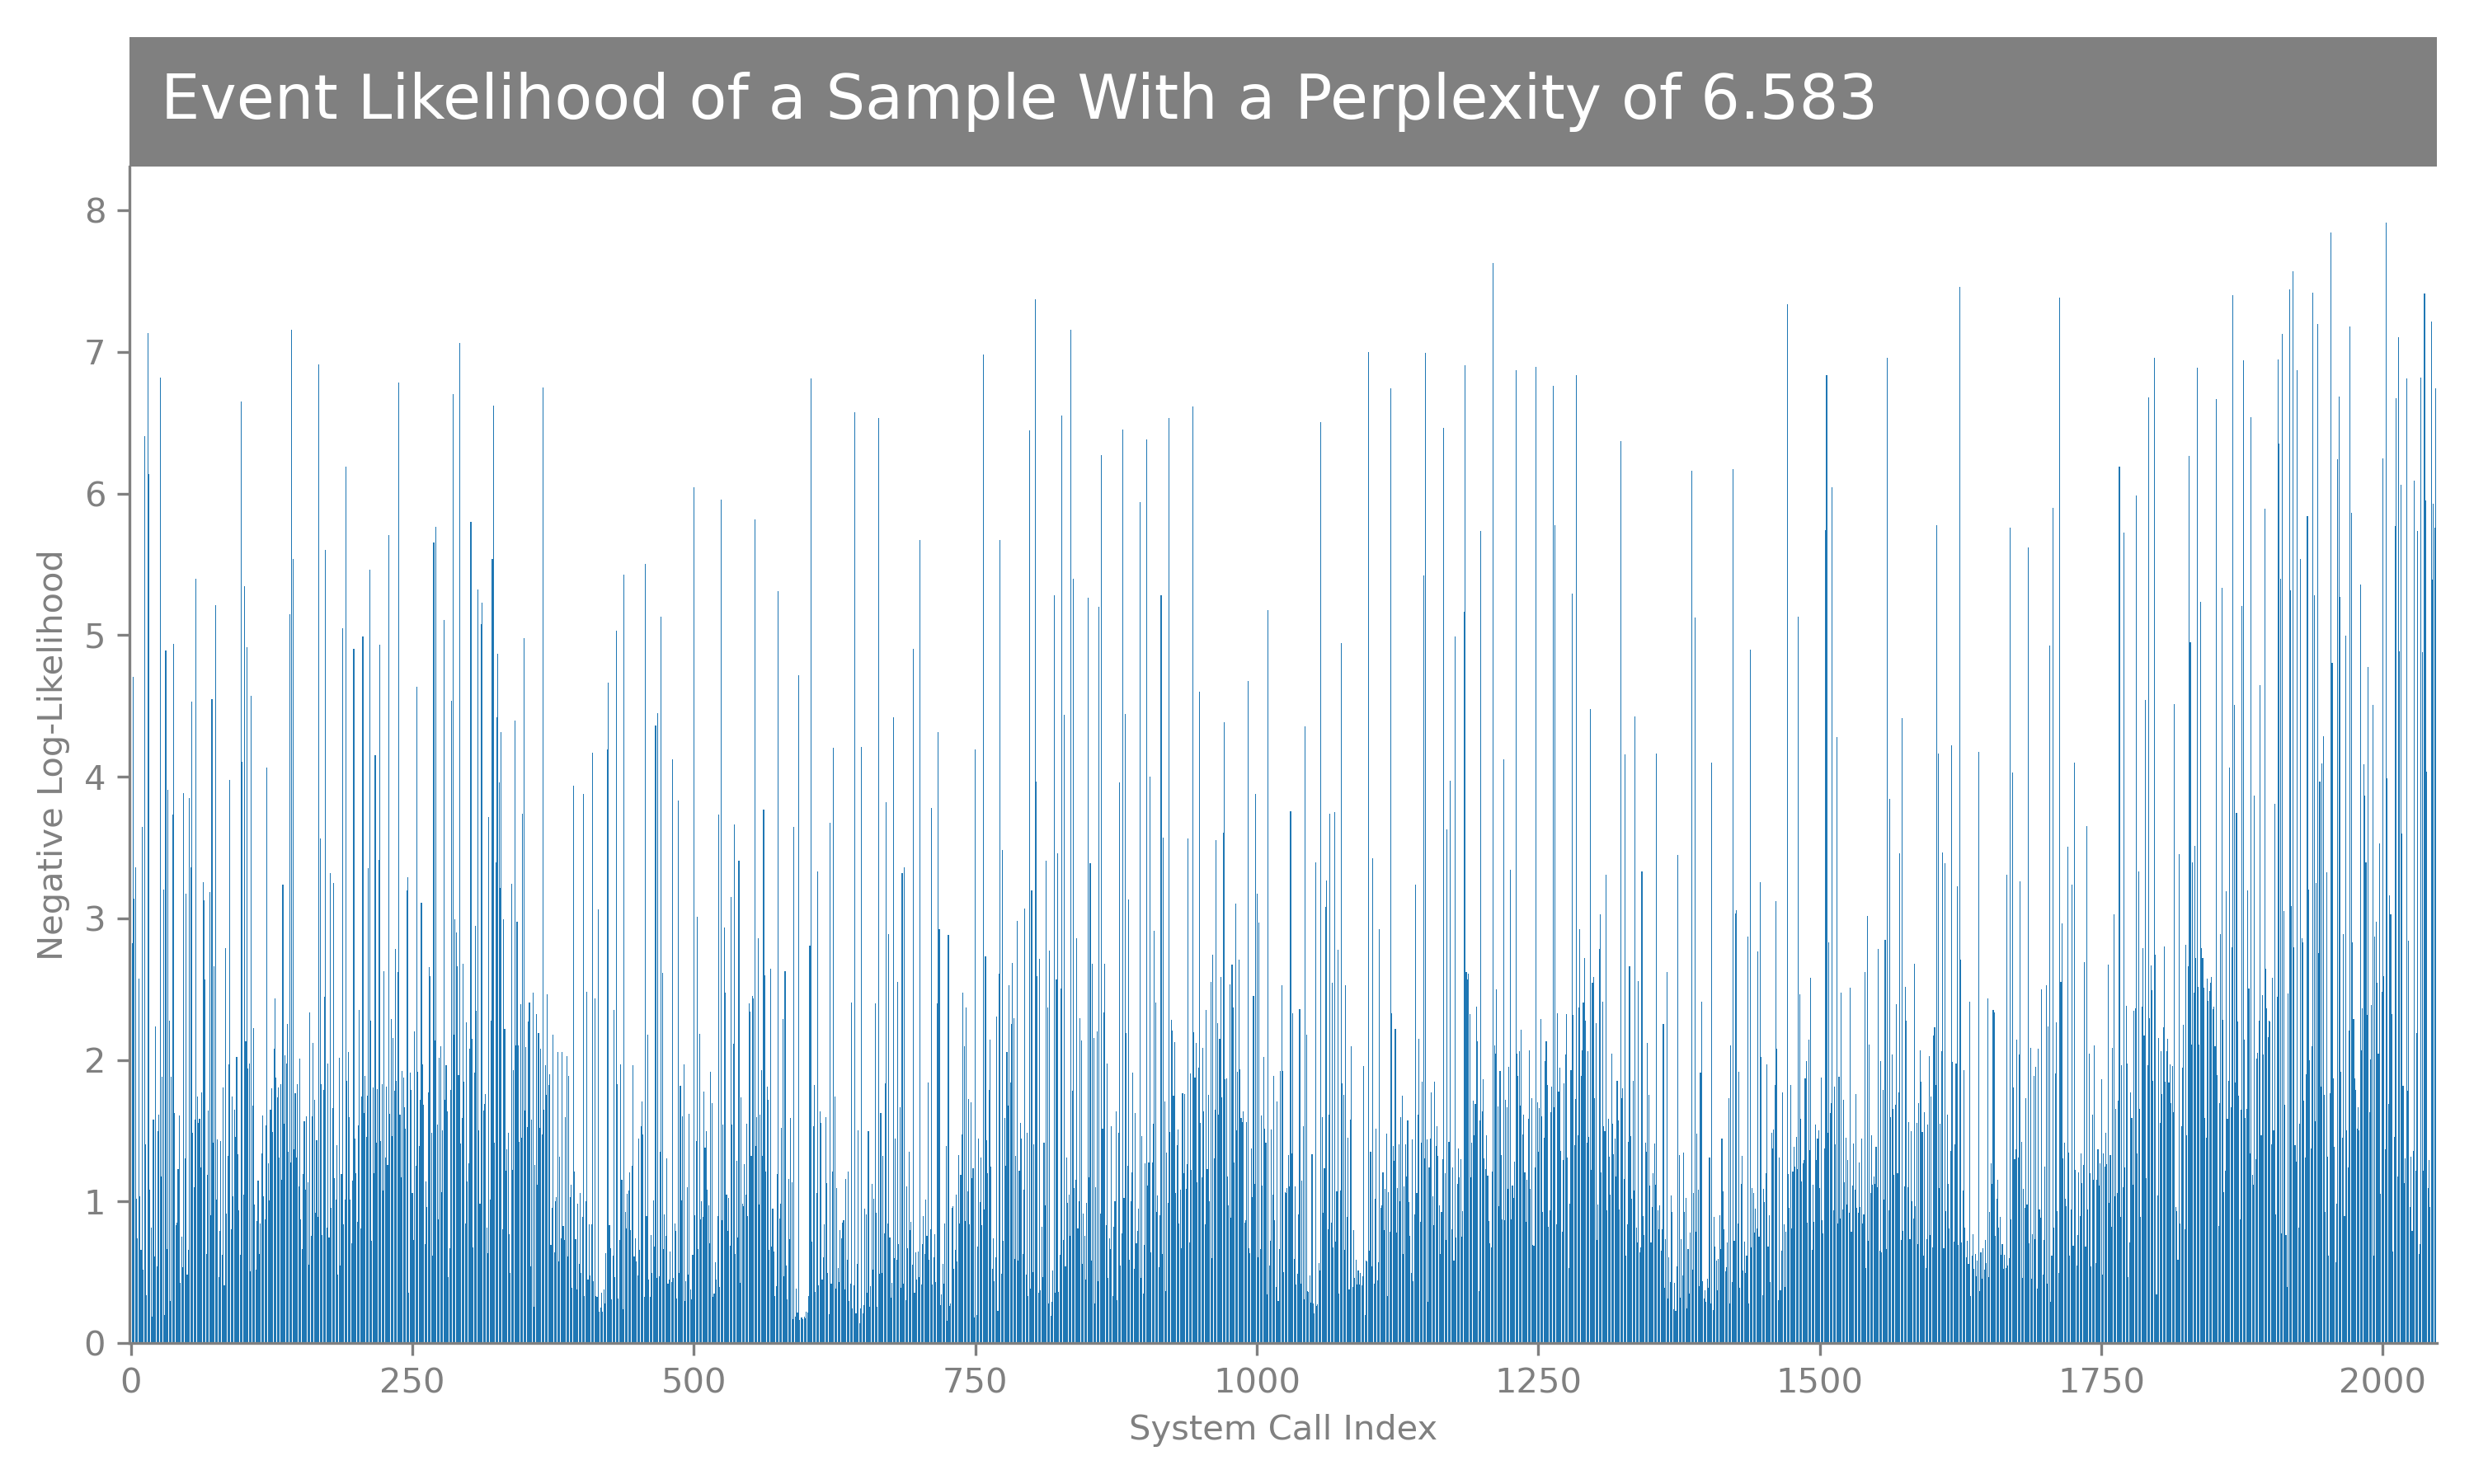 Event Likelihood of a Sample With a Perplexity of 6.583
8
7
6
5
4
3
2
1
0
Negative Log-Likelihood
0 250 500 750 1000 1250 1500 1750 2000
System Call Index